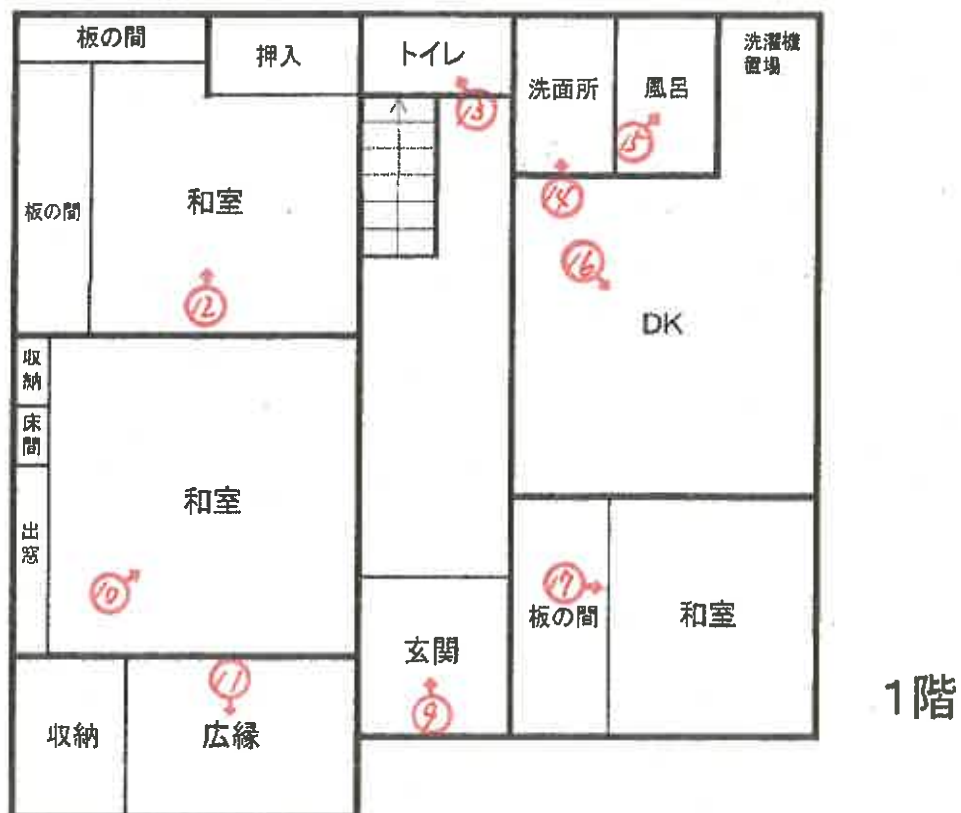 板の間
押入
トイレ
洗面所
風呂
洗濯機
置場
13
15
板の間
和室
14
16
12
DK
収納
床間
和室
出窓
10
17
板の間
和室
玄関
11
9
収納
広縁
1階